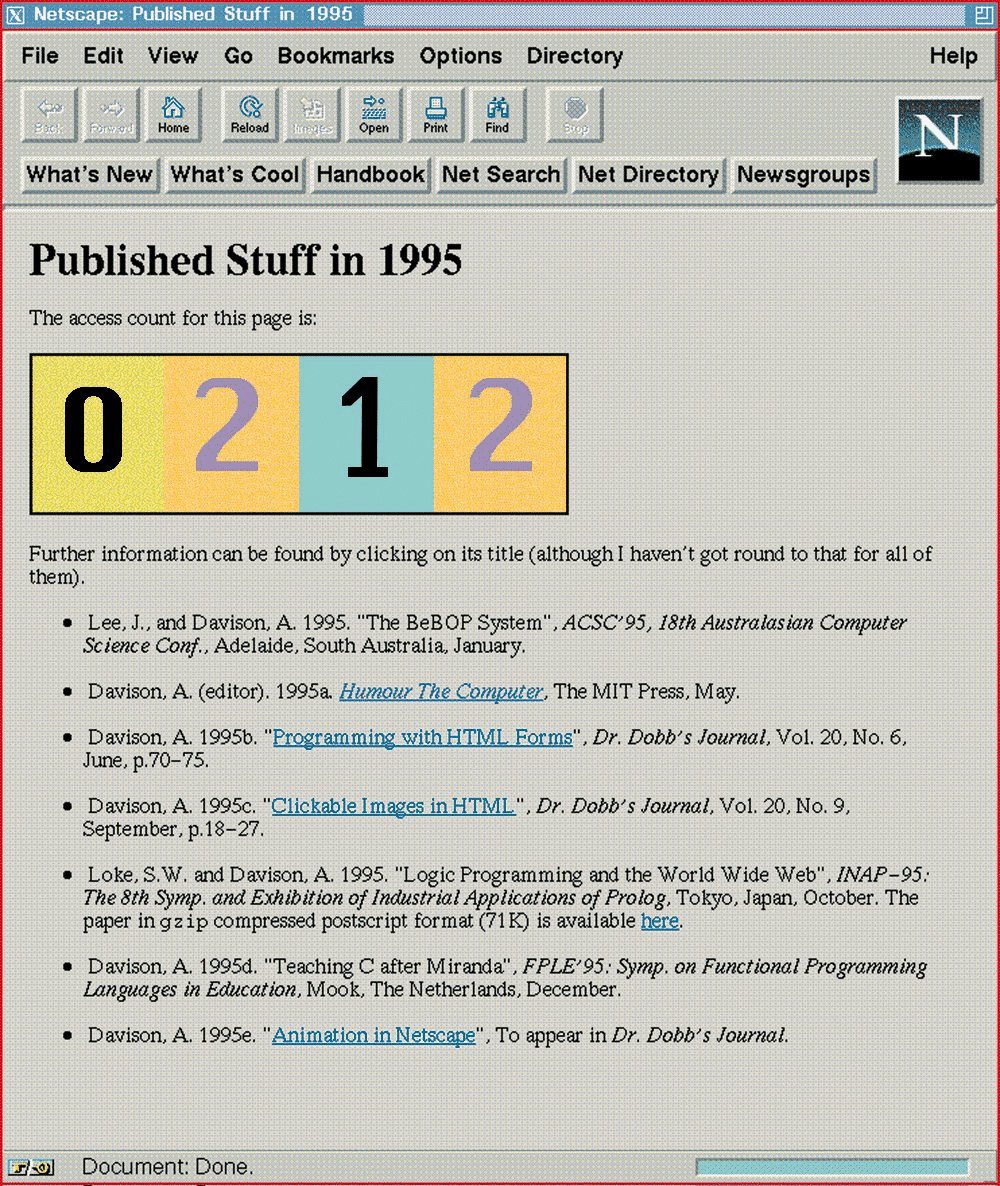 Netscape: Published Stuff in 1995
File Edit View Go Bookmarks Options Directory Help
Back Forward Home Reload Images Open Print Find Stop
N
What's New What's Cool Handbook Net Search Net Directory Newsgroups
Published Stuff in 1995
The access count for this page is:
0212
Further information can be found by clicking on its title (although I haven't got round to that for all of
them).
• Lee, J., and Davison, A. 1995. "The BeBOP System", ACSC'95, 18th Australasian Computer
Science Conf., Adelaide, South Australia, January.
• Davison, A. (editor). 1995a. Humour The Computer, The MIT Press, May.
• Davison, A. 1995b. "Programming with HTML Forms", Dr. Dobb's Journal, Vol. 20, No. 6,
June, p.70-75.
• Davison, A. 1995c. "Clickable Images in HTML", Dr. Dobb's Journal, Vol. 20, No. 9,
September, p.18-27.
• Loke, S.W. and Davison, A. 1995. "Logic Programming and the World Wide Web", INAP-95:
The 8th Symp. and Exhibition of Industrial Applications of Prolog, Tokyo, Japan, October. The
paper in gzip compressed postscript format (71K) is available here.
• Davison, A. 1995d. "Teaching C after Miranda", FPLE'95: Symp. on Functional Programming
Languages in Education, Mook, The Netherlands, December.
• Davison, A. 1995e. "Animation in Netscape", To appear in Dr. Dobb's Journal.
Document: Done.